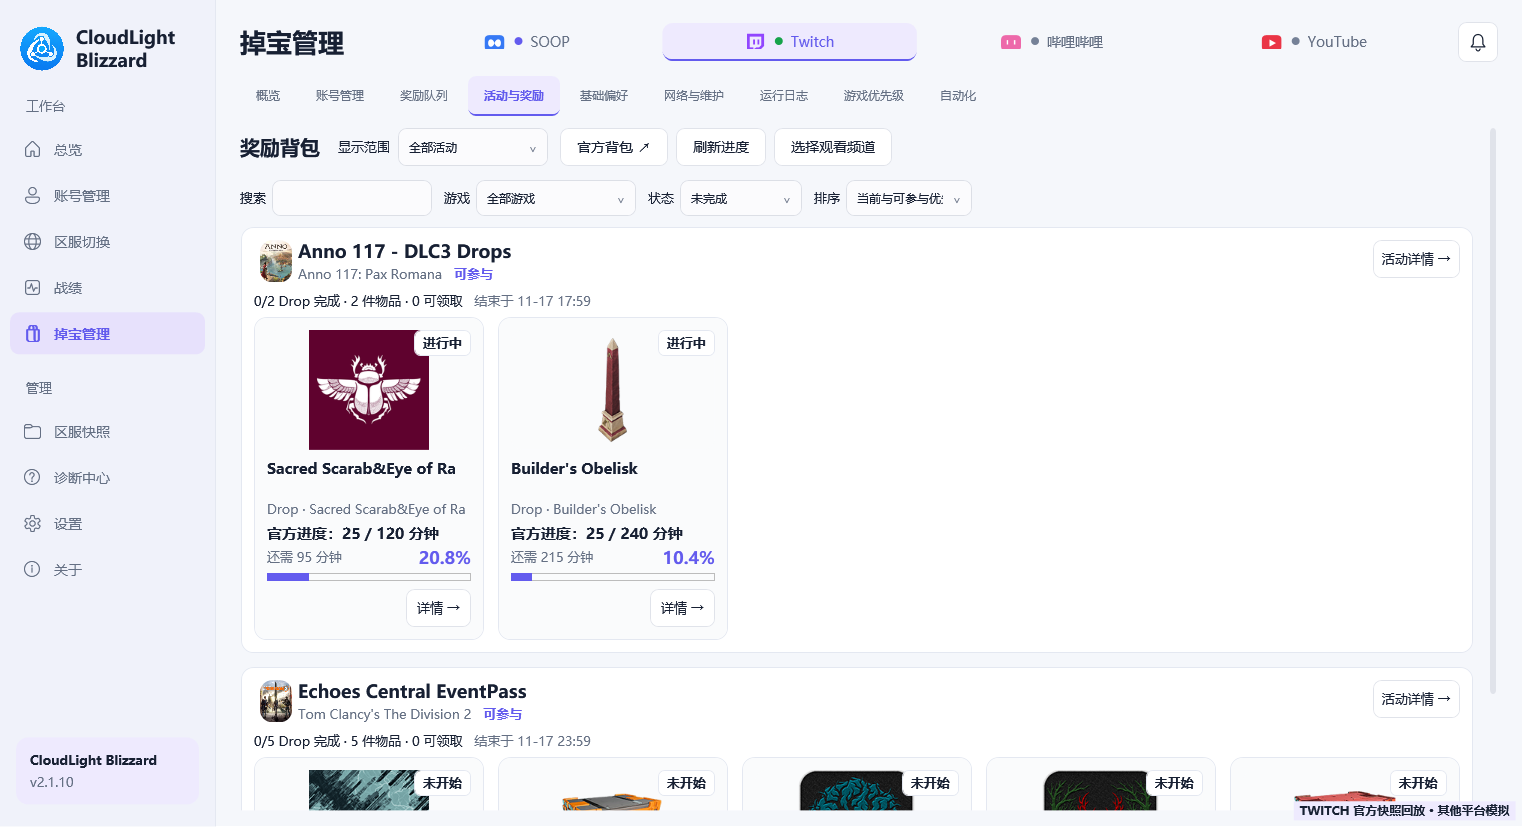 CloudLight
Blizzard
工作台
总览
账号管理
区服切换
战绩
掉宝管理
管理
区服快照
诊断中心
设置
关于
CloudLight Blizzard
v2.1.10
掉宝管理
SOOP
Twitch
哔哩哔哩
YouTube
概览 账号管理 奖励队列 活动与奖励 基础偏好 网络与维护 运行日志 游戏优先级 自动化
奖励背包 显示范围 全部活动 官方背包 ↗ 刷新进度 选择观看频道
搜索 游戏 全部游戏 状态 未完成 排序 当前与可参与优
ANNO
Anno 117 - DLC3 Drops
Anno 117: Pax Romana 可参与
活动详情 →
0/2 Drop 完成 · 2 件物品 · 0 可领取 结束于 11-17 17:59
进行中
Sacred Scarab&Eye of Ra
Drop · Sacred Scarab&Eye of Ra
官方进度：25 / 120 分钟
还需 95 分钟 20.8%
详情 →
进行中
Builder's Obelisk
Drop · Builder's Obelisk
官方进度：25 / 240 分钟
还需 215 分钟 10.4%
详情 →
Echoes Central EventPass
Tom Clancy's The Division 2 可参与
活动详情 →
0/5 Drop 完成 · 5 件物品 · 0 可领取 结束于 11-17 23:59
未开始 未开始 未开始 未开始 未开始
TWITCH 官方快照回放 • 其他平台模拟